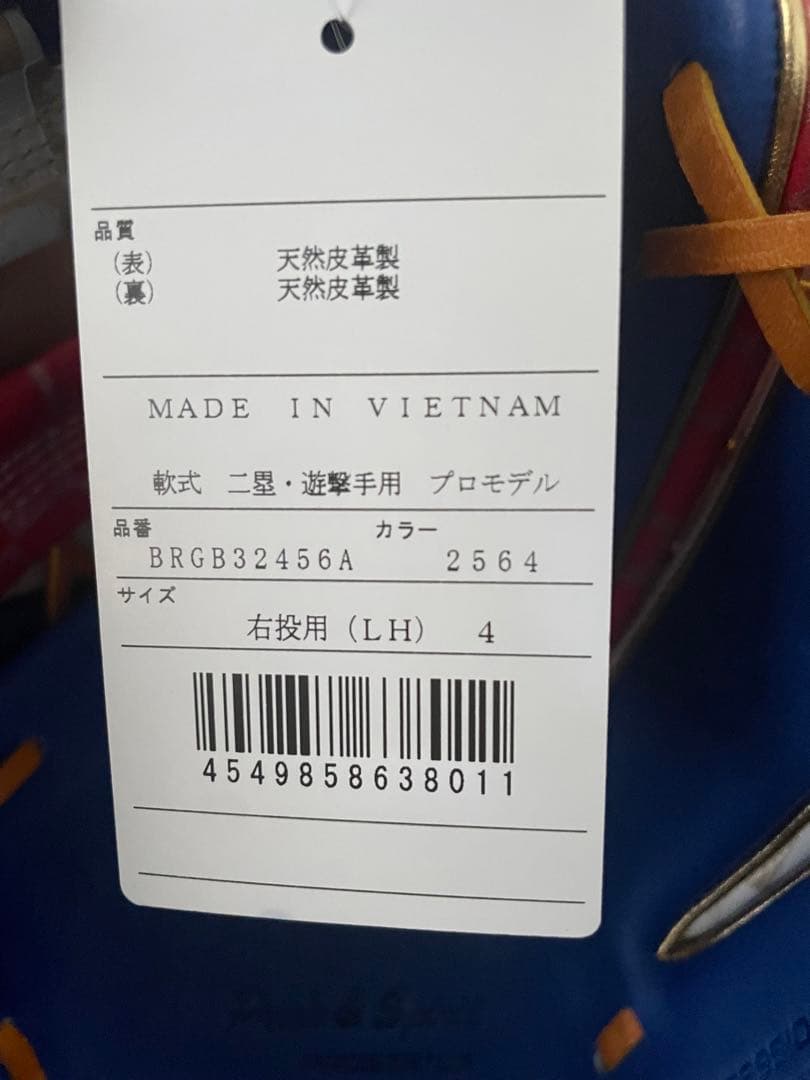 品質
(表) 天然皮革製
(裏) 天然皮革製
MADE IN VIETNAM
軟式 二塁・遊撃手用 プロモデル
品番 カラー
BRGB32456A 2564
サイズ
右投用(LH) 4
4549858638011